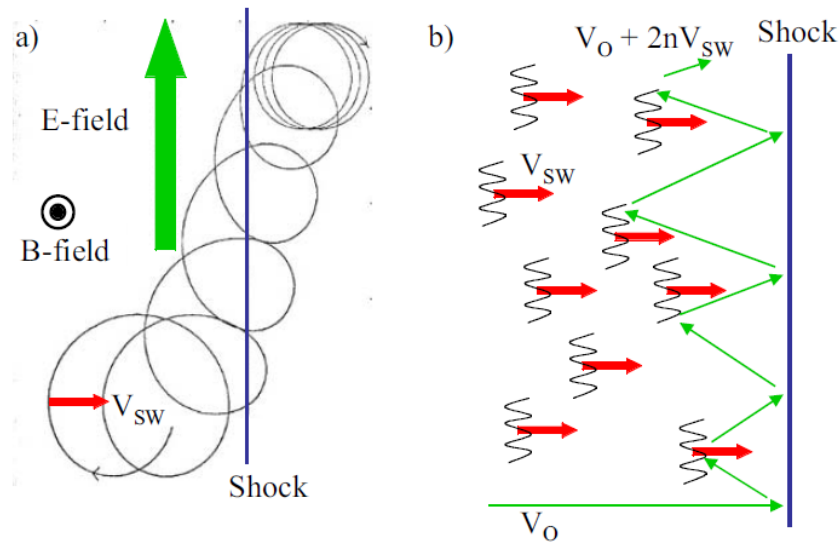 a)
E-field
B-field
V_SW
Shock
b)
V_O + 2nV_SW
Shock
V_SW
V_O